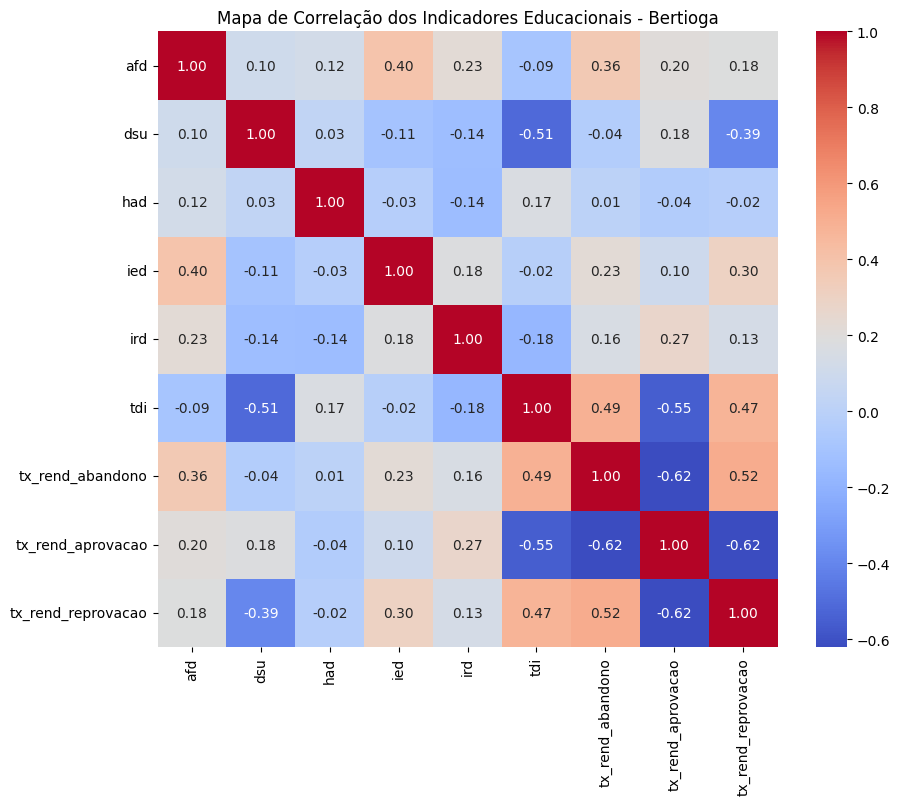 Mapa de Correlação dos Indicadores Educacionais - Bertioga
afd 1.00 0.10 0.12 0.40 0.23 -0.09 0.36 0.20 0.18
dsu 0.10 1.00 0.03 -0.11 -0.14 -0.51 -0.04 0.18 -0.39
had 0.12 0.03 1.00 -0.03 -0.14 0.17 0.01 -0.04 -0.02
ied 0.40 -0.11 -0.03 1.00 0.18 -0.02 0.23 0.10 0.30
ird 0.23 -0.14 -0.14 0.18 1.00 -0.18 0.16 0.27 0.13
tdi -0.09 -0.51 0.17 -0.02 -0.18 1.00 0.49 -0.55 0.47
tx_rend_abandono 0.36 -0.04 0.01 0.23 0.16 0.49 1.00 -0.62 0.52
tx_rend_aprovacao 0.20 0.18 -0.04 0.10 0.27 -0.55 -0.62 1.00 -0.62
tx_rend_reprovacao 0.18 -0.39 -0.02 0.30 0.13 0.47 0.52 -0.62 1.00
afd dsu had ied ird tdi tx_rend_abandono tx_rend_aprovacao tx_rend_reprovacao
1.0
0.8
0.6
0.4
0.2
0.0
−0.2
−0.4
−0.6